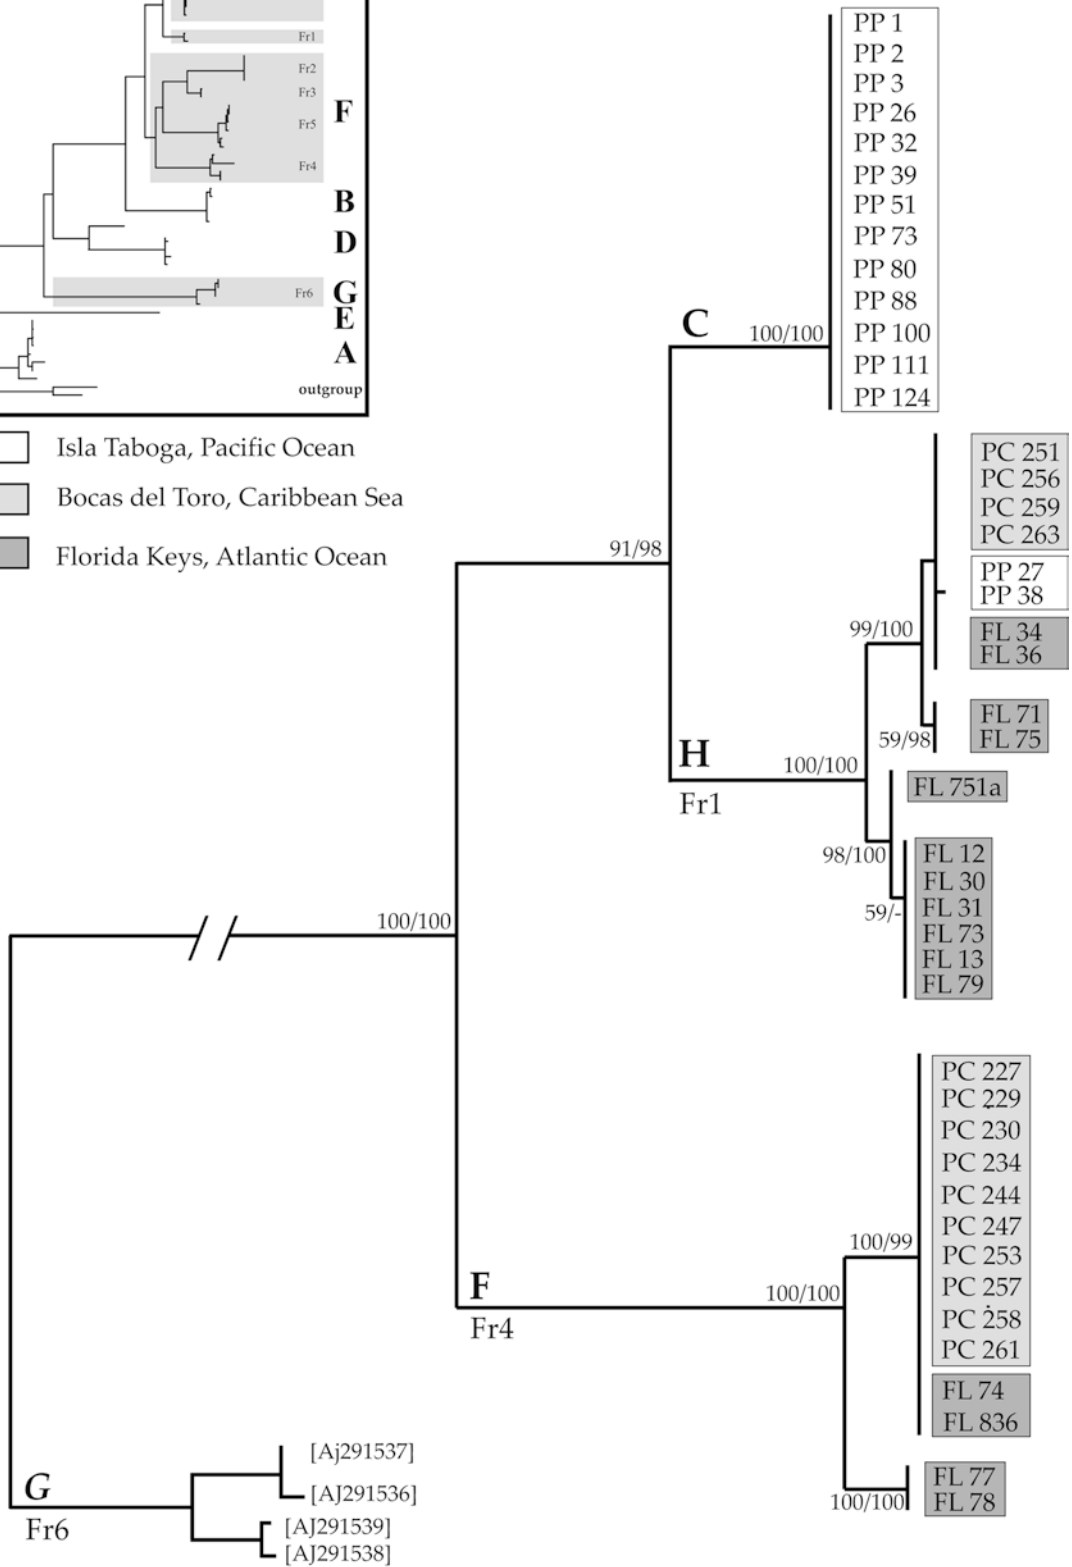 Fr1
Fr2
Fr3
F
Fr5
Fr4
B
D
G
Fr6
E
A
outgroup
Isla Taboga, Pacific Ocean
Bocas del Toro, Caribbean Sea
Florida Keys, Atlantic Ocean
PP 1
PP 2
PP 3
PP 26
PP 32
PP 39
PP 51
PP 73
PP 80
PP 88
PP 100
PP 111
PP 124
C
100/100
PC 251
PC 256
PC 259
PC 263
PP 27
PP 38
FL 34
FL 36
91/98
99/100
FL 71
FL 75
59/98
H
100/100
Fr1
FL 751a
98/100
FL 12
FL 30
FL 31
FL 73
FL 13
FL 79
59/-
100/100
PC 227
PC 229
PC 230
PC 234
PC 244
PC 247
PC 253
PC 257
PC 258
PC 261
100/99
F
100/100
Fr4
FL 74
FL 836
FL 77
FL 78
100/100
G
Fr6
[Aj291537]
[AJ291536]
[AJ291539]
[AJ291538]